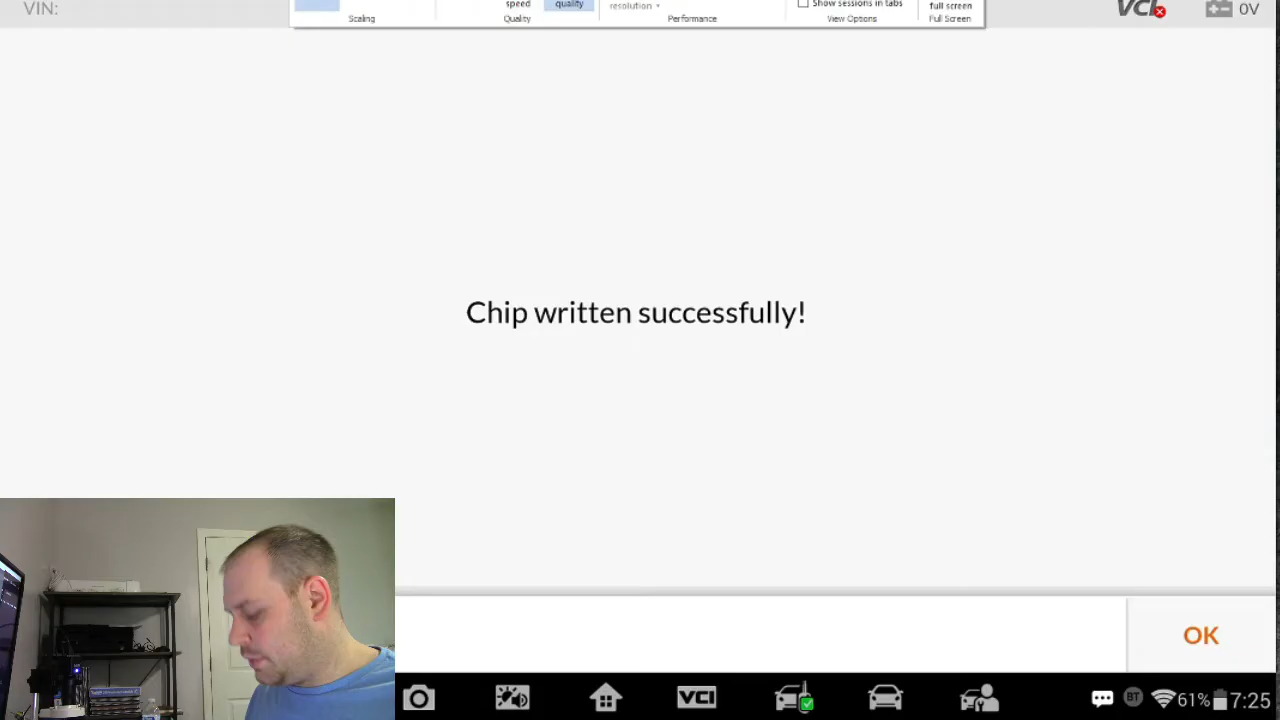 VIN:
speed
quality
resolution
Show sessions in tabs
full screen
Scaling
Quality
Performance
View Options
Full Screen
VCI
0V
Chip written successfully!
OK
VCI
BT
61%
7:25